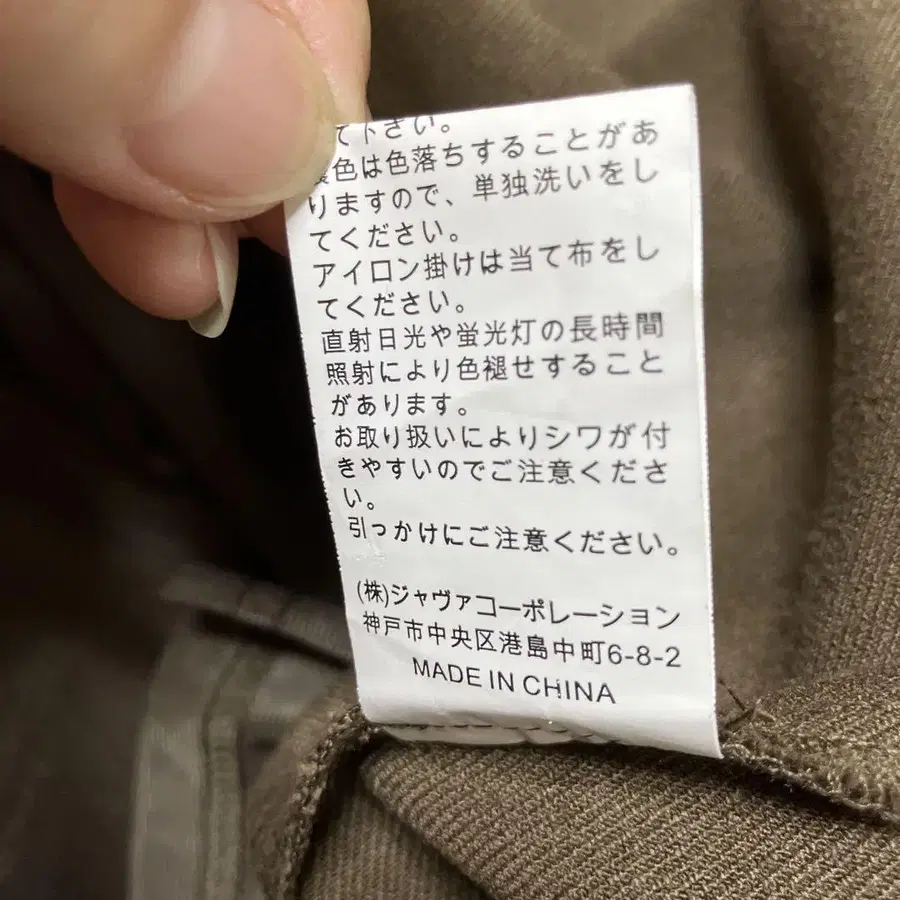 て下さい。
色は色落ちすることがあ
りますので、単独洗いをし
てください。
アイロン掛けは当て布をし
てください。
直射日光や蛍光灯の長時間
照射により色褪せすること
があります。
お取り扱いによりシワが付
きやすいのでご注意くださ
い。
引っかけにご注意ください。
(株)ジャヴァコーポレーション
神戸市中央区港島中町6-8-2
MADE IN CHINA